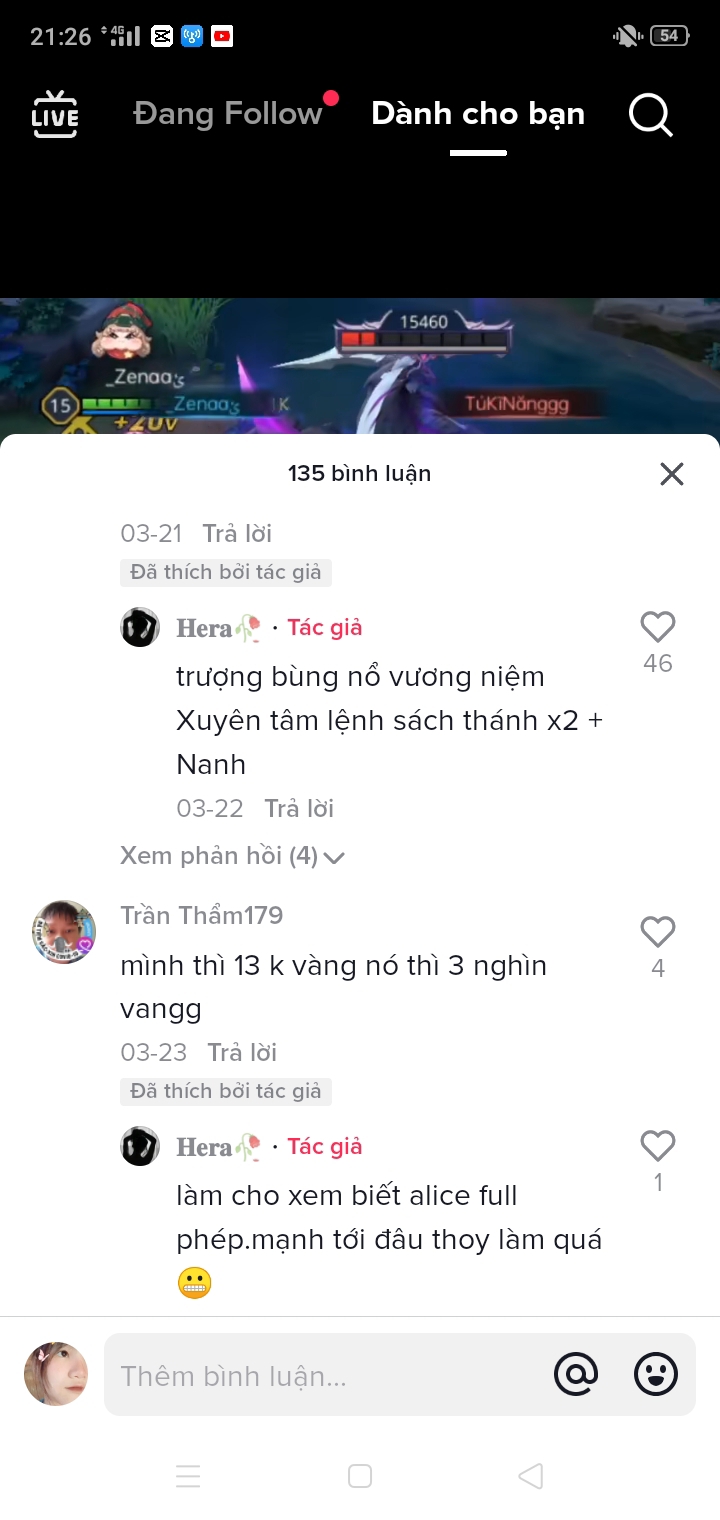 21:26 4G 54
LIVE Đang Follow Dành cho bạn
15460
_Zenaa
15 _Zenaa K TủKỉNănggg
135 bình luận
03-21 Trả lời
Đã thích bởi tác giả
Hera🥀 · Tác giả
46
trượng bùng nổ vương niệm
Xuyên tâm lệnh sách thánh x2 +
Nanh
03-22 Trả lời
Xem phản hồi (4)
Trần Thẩm179
mình thì 13 k vàng nó thì 3 nghìn
4
vangg
03-23 Trả lời
Đã thích bởi tác giả
Hera🥀 · Tác giả
1
làm cho xem biết alice full
phép.mạnh tới đâu thoy làm quá
😬
Thêm bình luận...